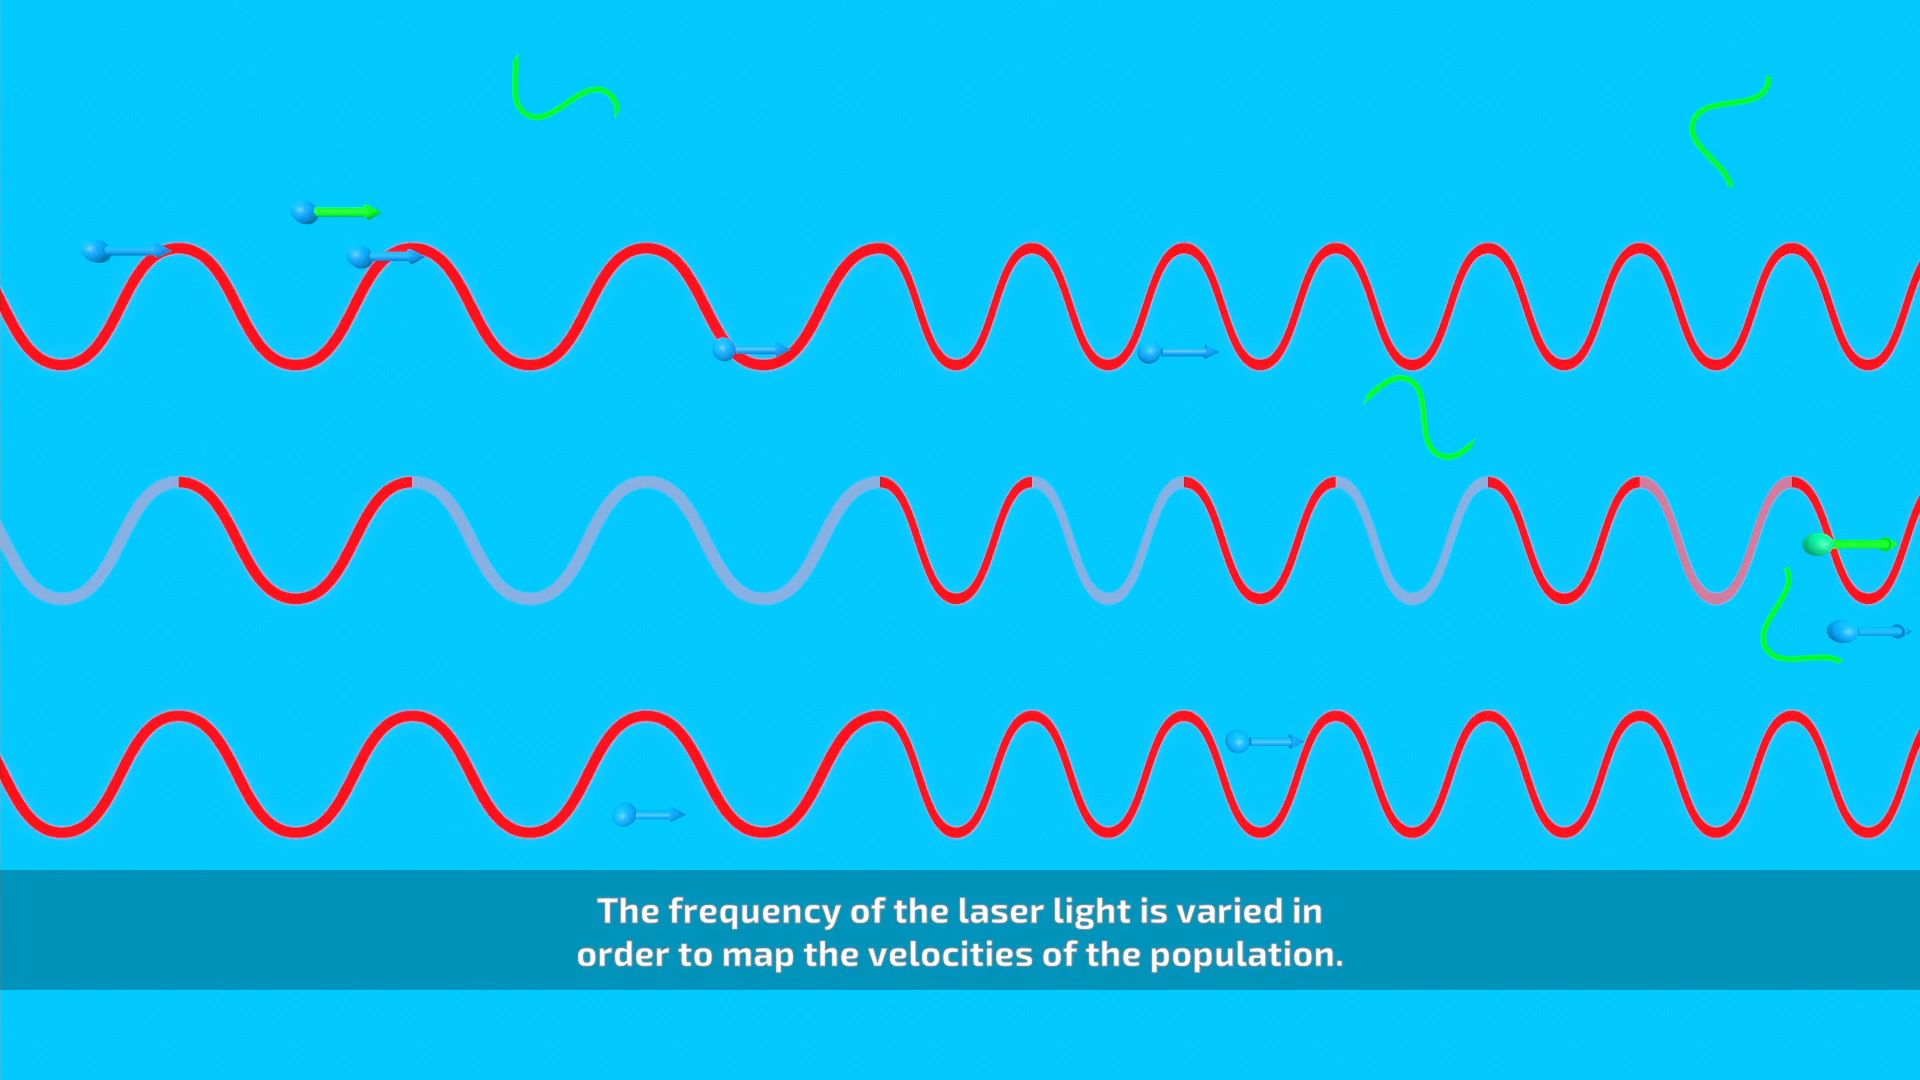 The frequency of the laser light is varied in
order to map the velocities of the population.